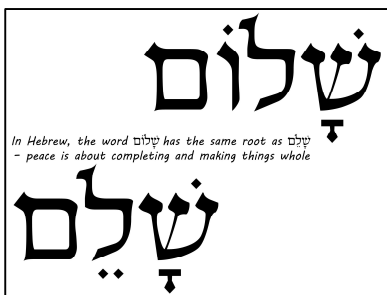 שָׁלוֹם
In Hebrew, the word שָׁלוֹם has the same root as שָׁלֵם
– peace is about completing and making things whole
שָׁלֵם